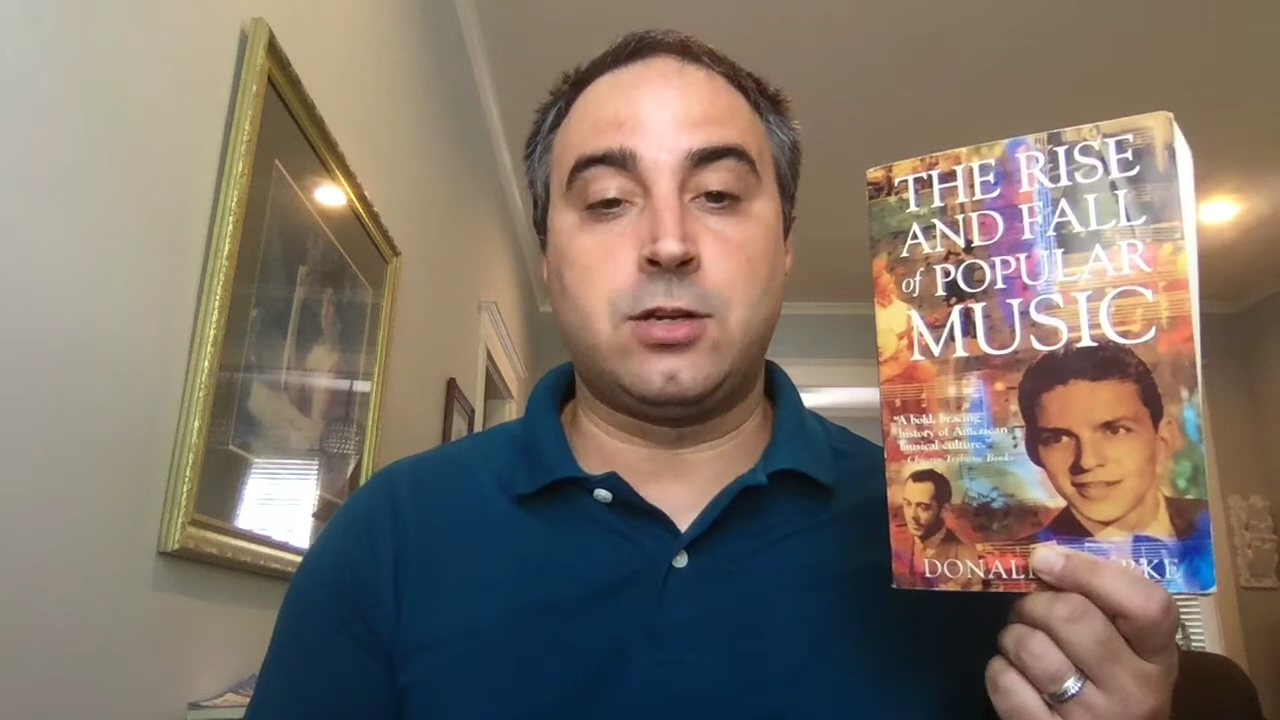 THE RISE
AND FALL
of POPULAR
MUSIC
"A bold, bracing
history of American
musical culture."
Chicago Tribune Books